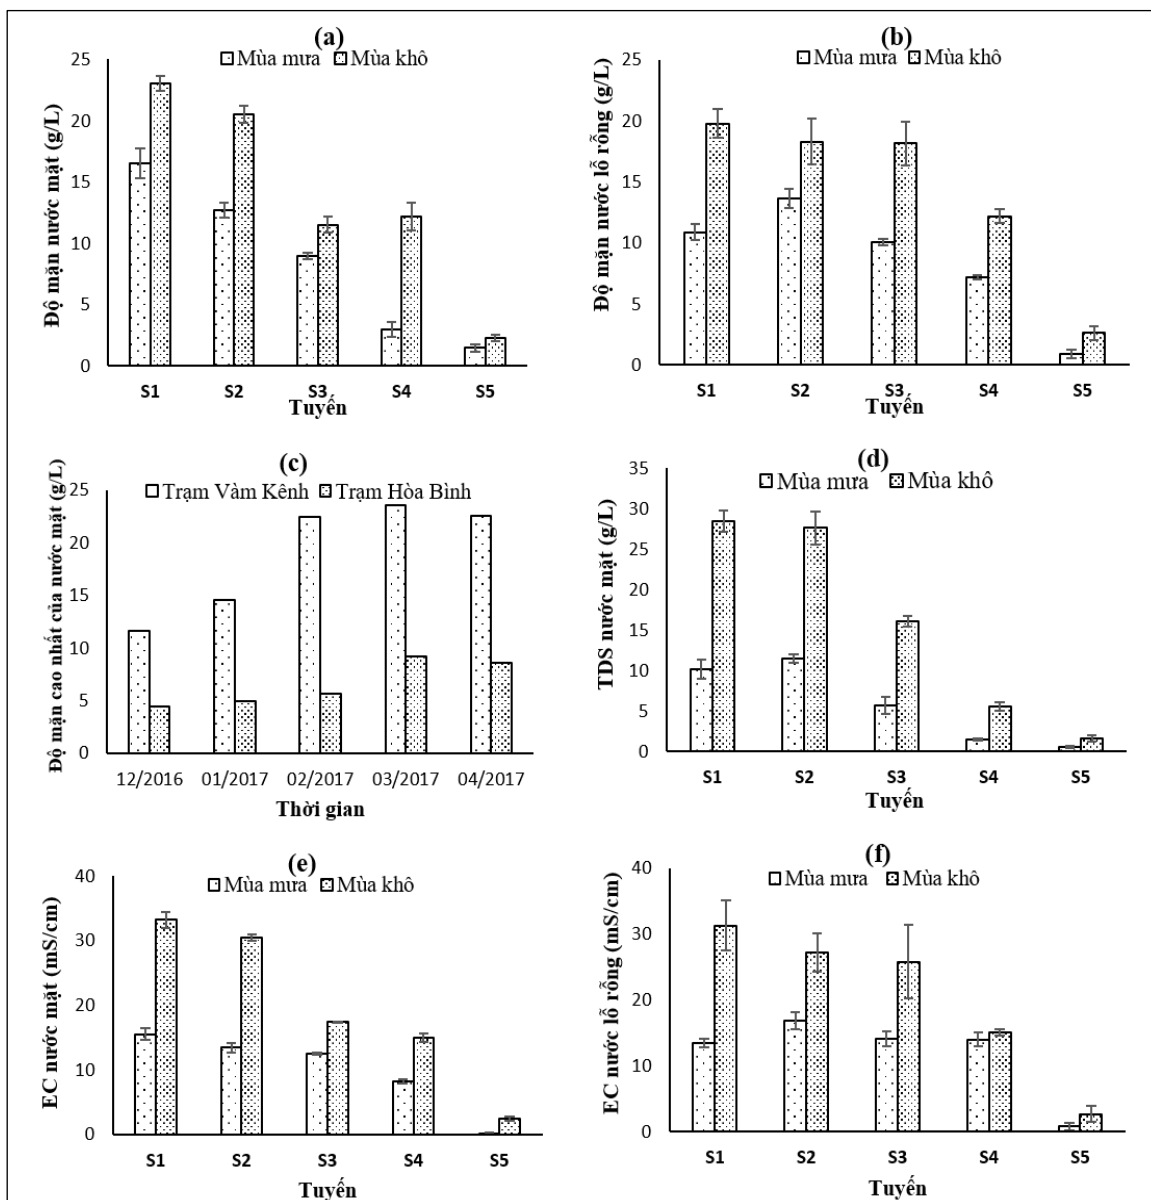 (a)
Mùa mưa Mùa khô
Độ mặn nước mặt (g/L)
25
20
15
10
5
0
S1 S2 S3 S4 S5
Tuyến
(b)
Mùa mưa Mùa khô
Độ mặn nước lỗ rỗng (g/L)
25
20
15
10
5
0
S1 S2 S3 S4 S5
Tuyến
(c)
Trạm Vàm Kênh Trạm Hòa Bình
Độ mặn cao nhất của nước mặt (g/L)
25
20
15
10
5
0
12/2016 01/2017 02/2017 03/2017 04/2017
Thời gian
(d)
Mùa mưa Mùa khô
TDS nước mặt (g/L)
35
30
25
20
15
10
5
0
S1 S2 S3 S4 S5
Tuyến
(e)
Mùa mưa Mùa khô
EC nước mặt (mS/cm)
40
30
20
10
0
S1 S2 S3 S4 S5
Tuyến
(f)
Mùa mưa Mùa khô
EC nước lỗ rỗng (mS/cm)
40
30
20
10
0
S1 S2 S3 S4 S5
Tuyến